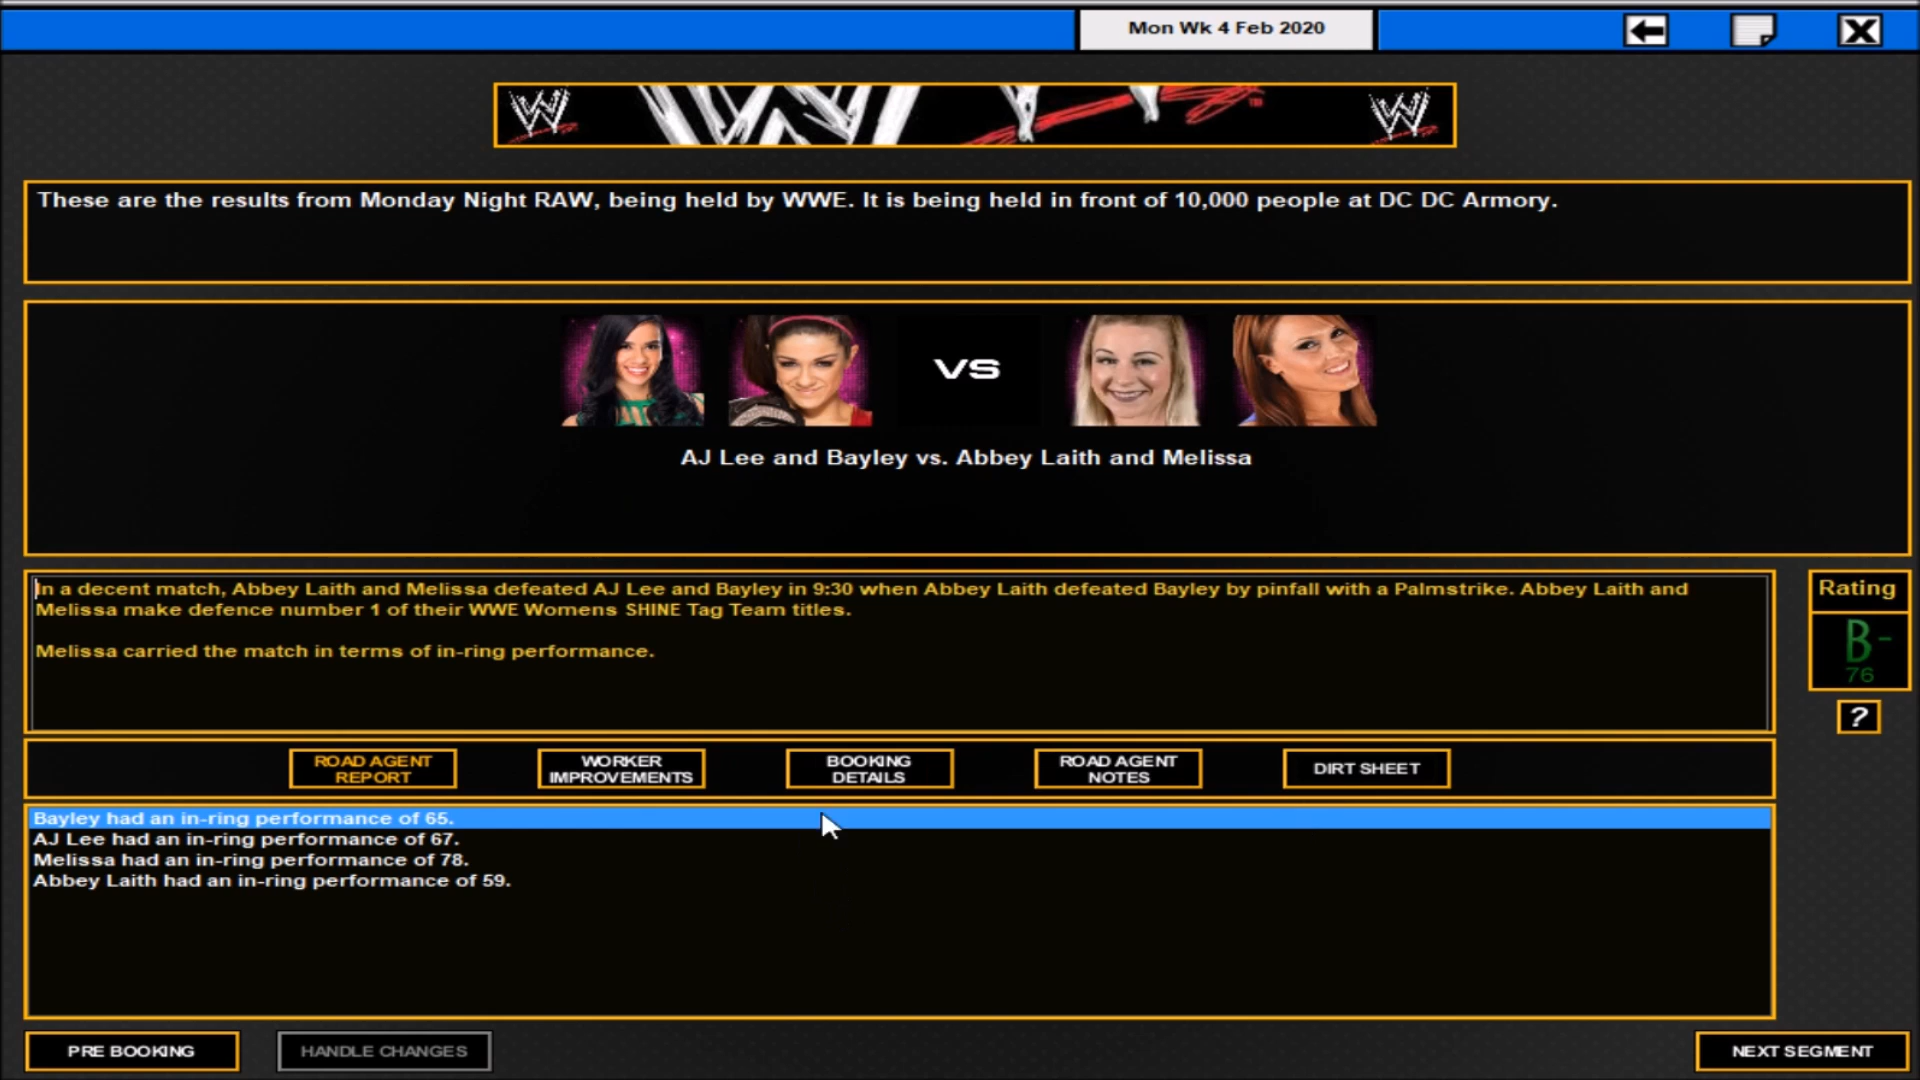 Mon Wk 4 Feb 2020
These are the results from Monday Night RAW, being held by WWE. It is being held in front of 10,000 people at DC DC Armory.
VS
AJ Lee and Bayley vs. Abbey Laith and Melissa
In a decent match, Abbey Laith and Melissa defeated AJ Lee and Bayley in 9:30 when Abbey Laith defeated Bayley by pinfall with a Palmstrike. Abbey Laith and
Melissa make defence number 1 of their WWE Womens SHINE Tag Team titles.
Melissa carried the match in terms of in-ring performance.
Rating
B-
76
?
ROAD AGENT
REPORT
WORKER
IMPROVEMENTS
BOOKING
DETAILS
ROAD AGENT
NOTES
DIRT SHEET
Bayley had an in-ring performance of 65.
AJ Lee had an in-ring performance of 67.
Melissa had an in-ring performance of 78.
Abbey Laith had an in-ring performance of 59.
PRE BOOKING
HANDLE CHANGES
NEXT SEGMENT